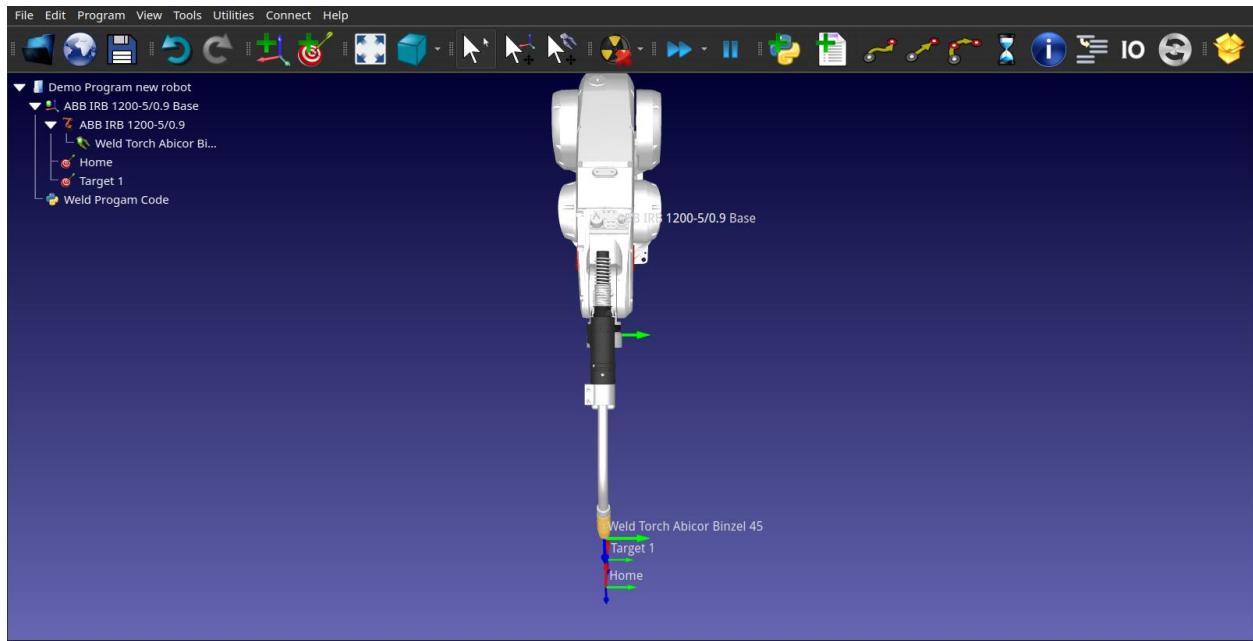 File Edit Program View Tools Utilities Connect Help
IO
Demo Program new robot
ABB IRB 1200-5/0.9 Base
ABB IRB 1200-5/0.9
Weld Torch Abicor Bi...
Home
Target 1
Weld Progam Code
ABB IRB 1200-5/0.9 Base
Weld Torch Abicor Binzel 45
Target 1
Home